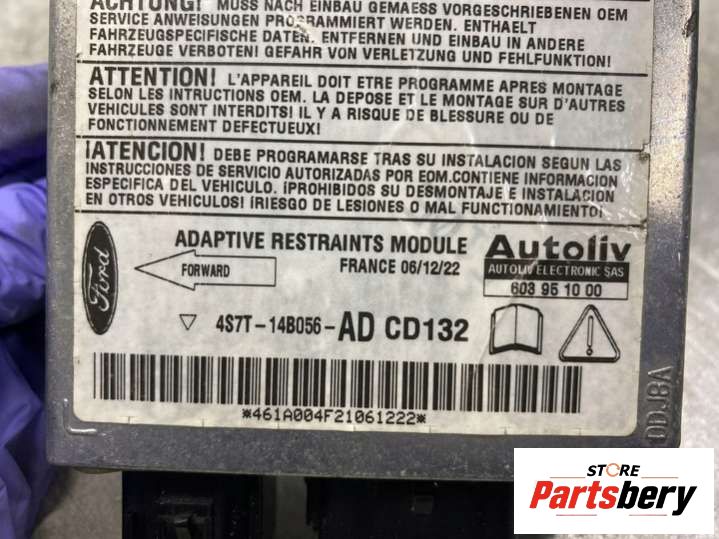 ACHTUNG! MUSS NACH EINBAU GEMAESS VORGESCHRIEBENEN OEM
SERVICE ANWEISUNGEN PROGRAMMIERT WERDEN. ENTHAELT
FAHRZEUGSPEZIFISCHE DATEN. ENTFERNEN UND EINBAU IN ANDERE
FAHRZEUGE VERBOTEN! GEFAHR VON VERLETZUNG UND FEHLFUNKTION!
ATTENTION! L'APPAREIL DOIT ETRE PROGRAMME APRES MONTAGE
SELON LES INTRUCTIONS OEM. LA DEPOSE ET LE MONTAGE SUR D'AUTRES
VEHICULES SONT INTERDITS! IL Y A RISQUE DE BLESSURE OU DE
FONCTIONNEMENT DEFECTUEUX!
¡ATENCION! DEBE PROGRAMARSE TRAS SU INSTALACION SEGUN LAS
INSTRUCCIONES DE SERVICIO AUTORIZADAS POR EOM.CONTIENE INFORMACION
ESPECIFICA DEL VEHICULO. ¡PROHIBIDOS SU DESMONTAJE E INSTALACION
EN OTROS VEHICULOS! ¡RIESGO DE LESIONES O MAL FUNCTIONAMIENTO!
Ford
FORWARD
ADAPTIVE RESTRAINTS MODULE
FRANCE 06/12/22
Autoliv
AUTOLIV ELECTRONIC SAS
603 95 10 00
4S7T-14B056-AD CD132
*461A004F21061222*
DDJ8A
STORE
Partsbery